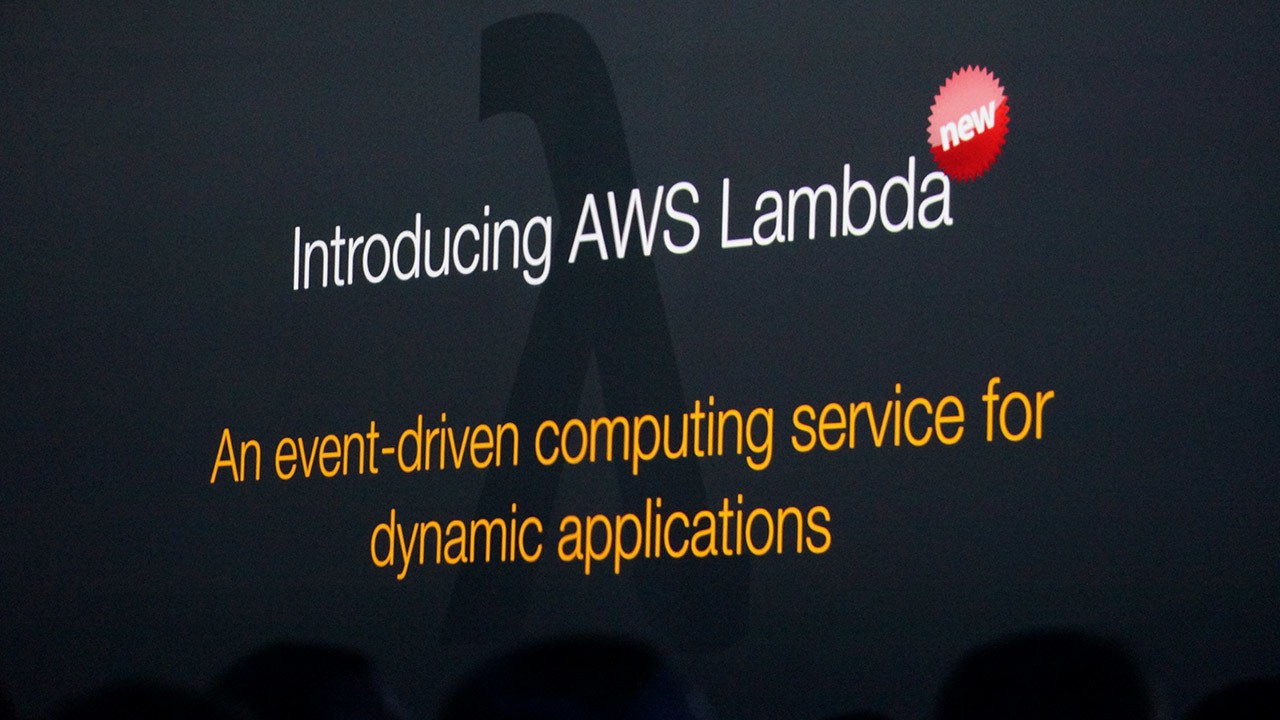 new
Introducing AWS Lambda
An event-driven computing service for
dynamic applications